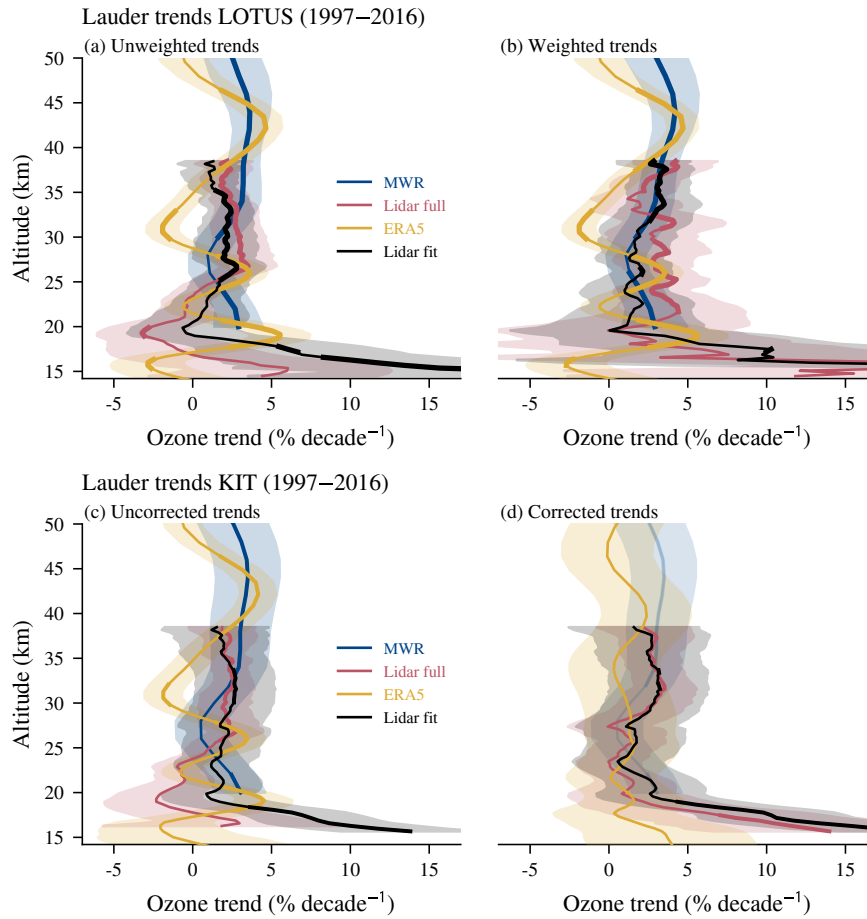 Lauder trends LOTUS (1997−2016)
(a) Unweighted trends
(b) Weighted trends
50
45
40
35
30
25
20
15
Altitude (km)
MWR
Lidar full
ERA5
Lidar fit
-5 0 5 10 15
-5 0 5 10 15
Ozone trend (% decade⁻¹)
Ozone trend (% decade⁻¹)
Lauder trends KIT (1997−2016)
(c) Uncorrected trends
(d) Corrected trends
50
45
40
35
30
25
20
15
Altitude (km)
MWR
Lidar full
ERA5
Lidar fit
-5 0 5 10 15
-5 0 5 10 15
Ozone trend (% decade⁻¹)
Ozone trend (% decade⁻¹)